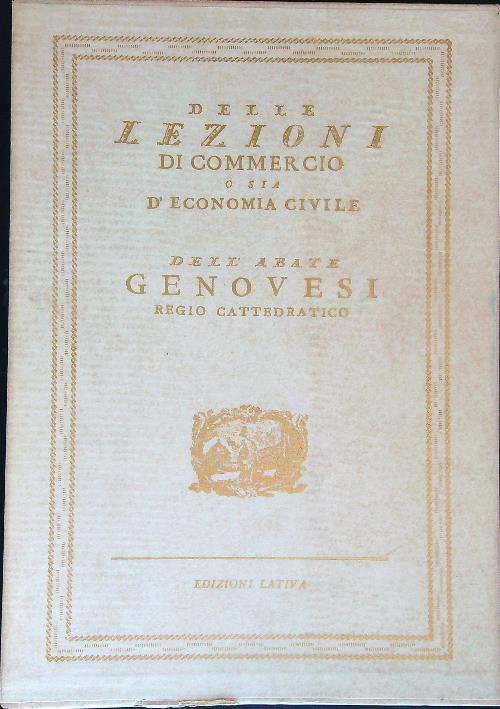 DELLE
LEZIONI
DI COMMERCIO
O SIA
D'ECONOMIA CIVILE
DELL'ABATE
GENOVESI
REGIO CATTEDRATICO
EDIZIONI LATIVA